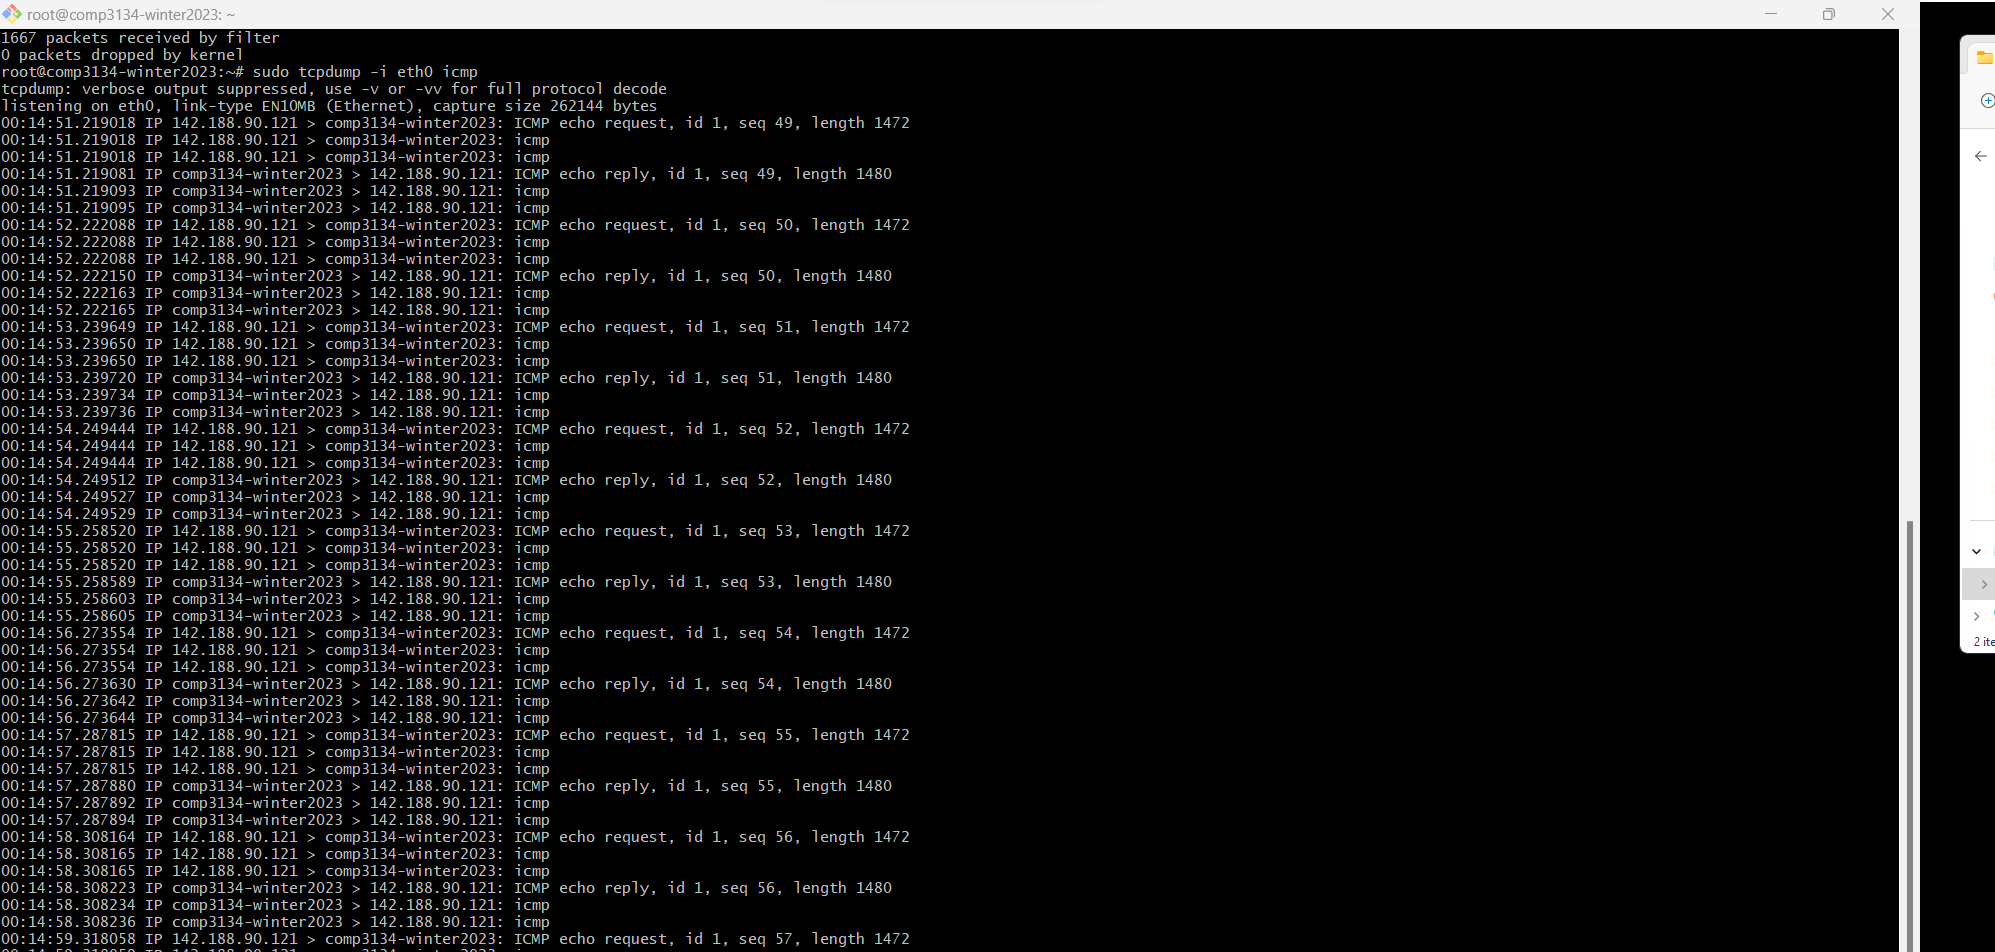 root@comp3134-winter2023: ~
1667 packets received by filter
0 packets dropped by kernel
root@comp3134-winter2023:~# sudo tcpdump -i eth0 icmp
tcpdump: verbose output suppressed, use -v or -vv for full protocol decode
listening on eth0, link-type EN10MB (Ethernet), capture size 262144 bytes
00:14:51.219018 IP 142.188.90.121 > comp3134-winter2023: ICMP echo request, id 1, seq 49, length 1472
00:14:51.219018 IP 142.188.90.121 > comp3134-winter2023: icmp
00:14:51.219018 IP 142.188.90.121 > comp3134-winter2023: icmp
00:14:51.219081 IP comp3134-winter2023 > 142.188.90.121: ICMP echo reply, id 1, seq 49, length 1480
00:14:51.219093 IP comp3134-winter2023 > 142.188.90.121: icmp
00:14:51.219095 IP comp3134-winter2023 > 142.188.90.121: icmp
00:14:52.222088 IP 142.188.90.121 > comp3134-winter2023: ICMP echo request, id 1, seq 50, length 1472
00:14:52.222088 IP 142.188.90.121 > comp3134-winter2023: icmp
00:14:52.222088 IP 142.188.90.121 > comp3134-winter2023: icmp
00:14:52.222150 IP comp3134-winter2023 > 142.188.90.121: ICMP echo reply, id 1, seq 50, length 1480
00:14:52.222163 IP comp3134-winter2023 > 142.188.90.121: icmp
00:14:52.222165 IP comp3134-winter2023 > 142.188.90.121: icmp
00:14:53.239649 IP 142.188.90.121 > comp3134-winter2023: ICMP echo request, id 1, seq 51, length 1472
00:14:53.239650 IP 142.188.90.121 > comp3134-winter2023: icmp
00:14:53.239650 IP 142.188.90.121 > comp3134-winter2023: icmp
00:14:53.239720 IP comp3134-winter2023 > 142.188.90.121: ICMP echo reply, id 1, seq 51, length 1480
00:14:53.239734 IP comp3134-winter2023 > 142.188.90.121: icmp
00:14:53.239736 IP comp3134-winter2023 > 142.188.90.121: icmp
00:14:54.249444 IP 142.188.90.121 > comp3134-winter2023: ICMP echo request, id 1, seq 52, length 1472
00:14:54.249444 IP 142.188.90.121 > comp3134-winter2023: icmp
00:14:54.249444 IP 142.188.90.121 > comp3134-winter2023: icmp
00:14:54.249512 IP comp3134-winter2023 > 142.188.90.121: ICMP echo reply, id 1, seq 52, length 1480
00:14:54.249527 IP comp3134-winter2023 > 142.188.90.121: icmp
00:14:54.249529 IP comp3134-winter2023 > 142.188.90.121: icmp
00:14:55.258520 IP 142.188.90.121 > comp3134-winter2023: ICMP echo request, id 1, seq 53, length 1472
00:14:55.258520 IP 142.188.90.121 > comp3134-winter2023: icmp
00:14:55.258520 IP 142.188.90.121 > comp3134-winter2023: icmp
00:14:55.258589 IP comp3134-winter2023 > 142.188.90.121: ICMP echo reply, id 1, seq 53, length 1480
00:14:55.258603 IP comp3134-winter2023 > 142.188.90.121: icmp
00:14:55.258605 IP comp3134-winter2023 > 142.188.90.121: icmp
00:14:56.273554 IP 142.188.90.121 > comp3134-winter2023: ICMP echo request, id 1, seq 54, length 1472
00:14:56.273554 IP 142.188.90.121 > comp3134-winter2023: icmp
00:14:56.273554 IP 142.188.90.121 > comp3134-winter2023: icmp
00:14:56.273630 IP comp3134-winter2023 > 142.188.90.121: ICMP echo reply, id 1, seq 54, length 1480
00:14:56.273642 IP comp3134-winter2023 > 142.188.90.121: icmp
00:14:56.273644 IP comp3134-winter2023 > 142.188.90.121: icmp
00:14:57.287815 IP 142.188.90.121 > comp3134-winter2023: ICMP echo request, id 1, seq 55, length 1472
00:14:57.287815 IP 142.188.90.121 > comp3134-winter2023: icmp
00:14:57.287815 IP 142.188.90.121 > comp3134-winter2023: icmp
00:14:57.287880 IP comp3134-winter2023 > 142.188.90.121: ICMP echo reply, id 1, seq 55, length 1480
00:14:57.287892 IP comp3134-winter2023 > 142.188.90.121: icmp
00:14:57.287894 IP comp3134-winter2023 > 142.188.90.121: icmp
00:14:58.308164 IP 142.188.90.121 > comp3134-winter2023: ICMP echo request, id 1, seq 56, length 1472
00:14:58.308165 IP 142.188.90.121 > comp3134-winter2023: icmp
00:14:58.308165 IP 142.188.90.121 > comp3134-winter2023: icmp
00:14:58.308223 IP comp3134-winter2023 > 142.188.90.121: ICMP echo reply, id 1, seq 56, length 1480
00:14:58.308234 IP comp3134-winter2023 > 142.188.90.121: icmp
00:14:58.308236 IP comp3134-winter2023 > 142.188.90.121: icmp
00:14:59.318058 IP 142.188.90.121 > comp3134-winter2023: ICMP echo request, id 1, seq 57, length 1472
2 ite